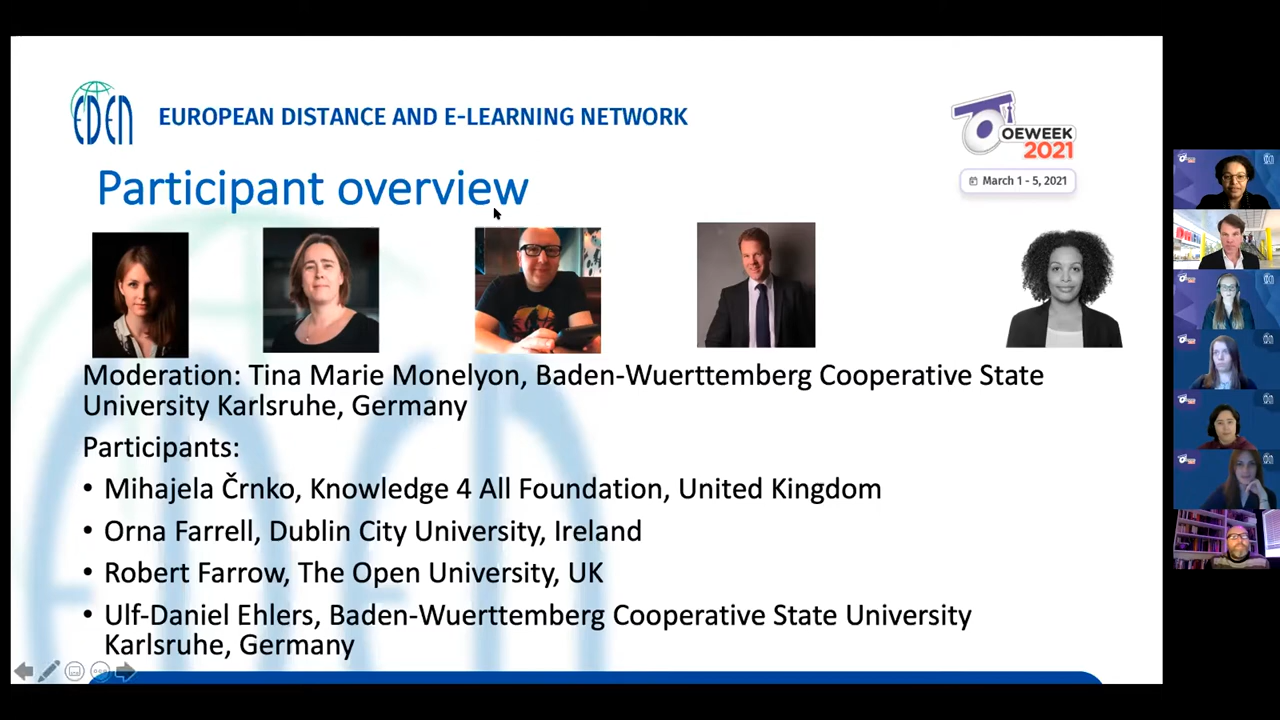 EDEN
EUROPEAN DISTANCE AND E-LEARNING NETWORK
OEWEEK
2021
March 1 - 5, 2021
Participant overview
Moderation: Tina Marie Monelyon, Baden-Wuerttemberg Cooperative State
University Karlsruhe, Germany
Participants:
• Mihajela Črnko, Knowledge 4 All Foundation, United Kingdom
• Orna Farrell, Dublin City University, Ireland
• Robert Farrow, The Open University, UK
• Ulf-Daniel Ehlers, Baden-Wuerttemberg Cooperative State University
Karlsruhe, Germany